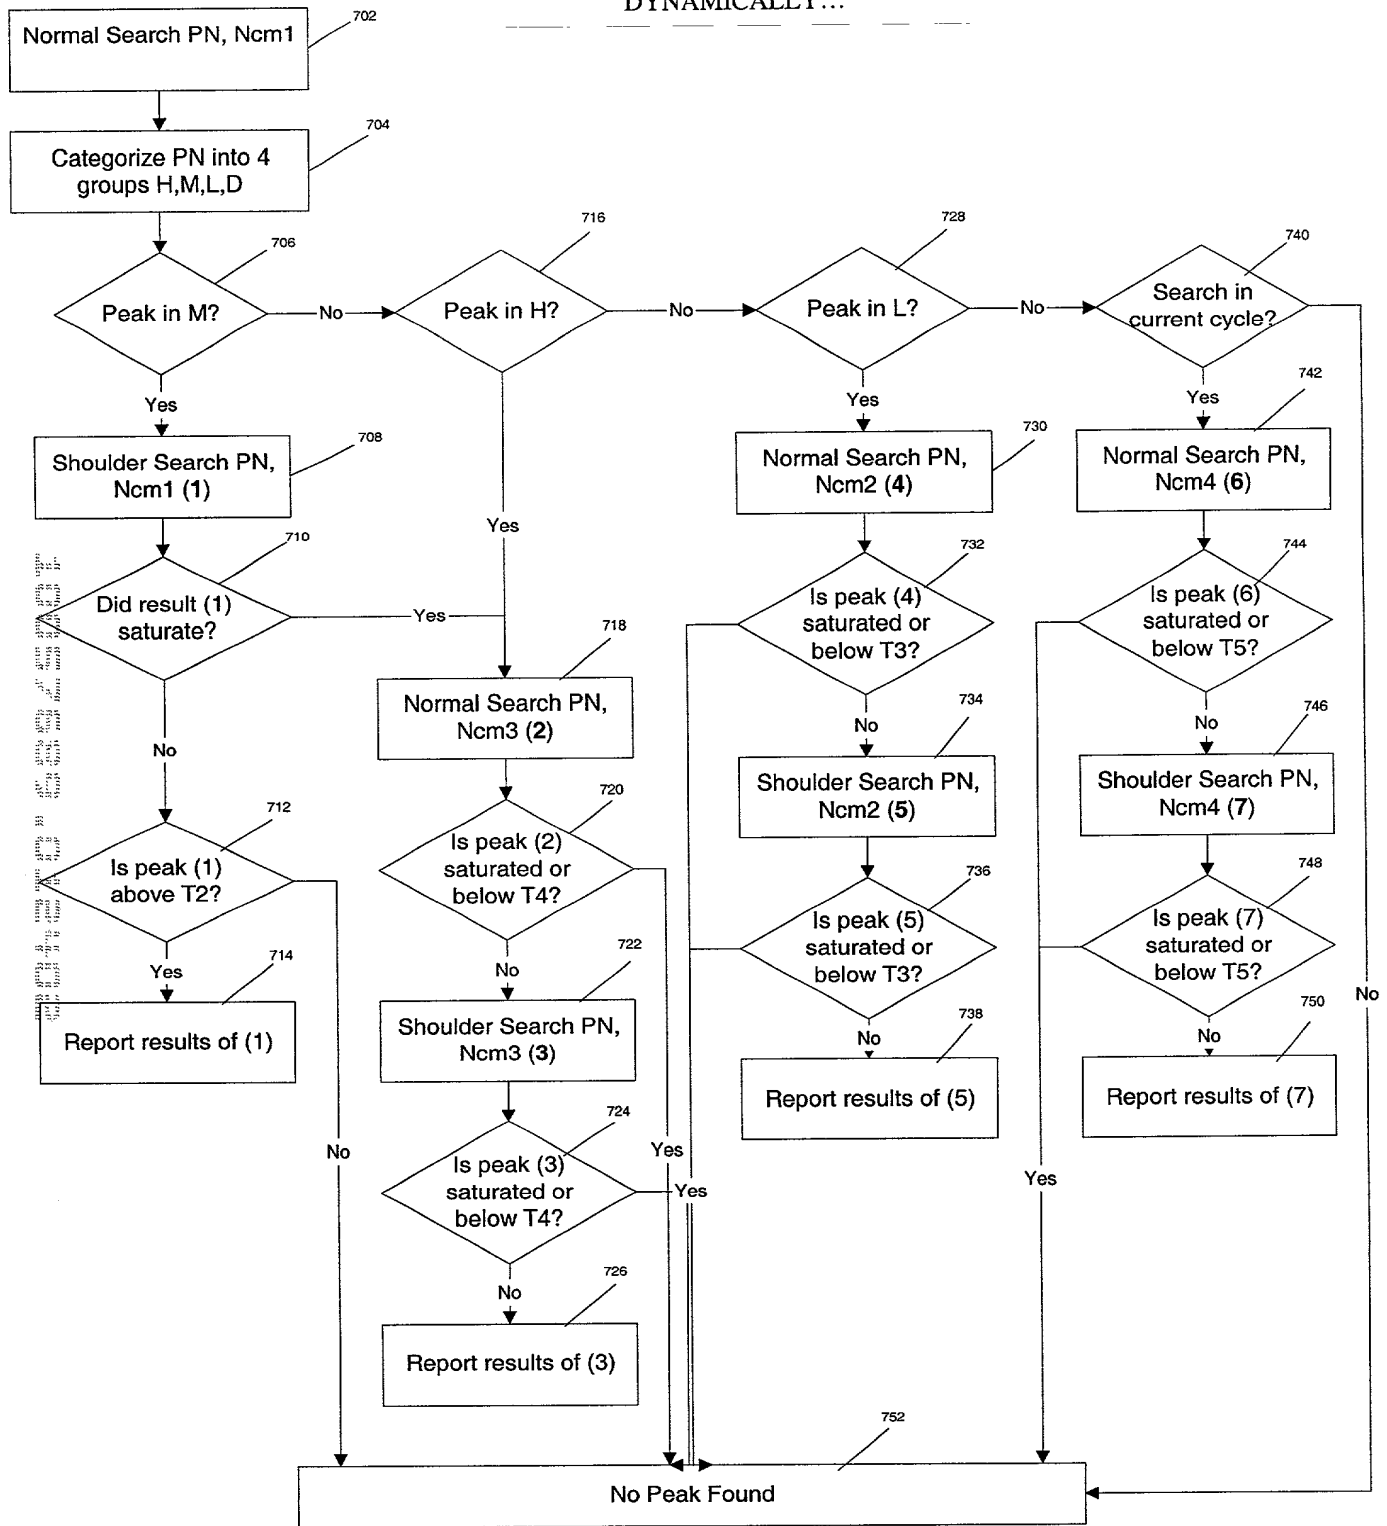 DYNAMICALLY...
702
Normal Search PN, Ncm1
704
Categorize PN into 4
groups H,M,L,D
706
Peak in M?
No
716
Peak in H?
No
728
Peak in L?
No
740
Search in
current cycle?
Yes
708
Shoulder Search PN,
Ncm1 (1)
710
Did result (1)
saturate?
Yes
No
712
Is peak (1)
above T2?
Yes
714
Report results of (1)
No
Yes
718
Normal Search PN,
Ncm3 (2)
720
Is peak (2)
saturated or
below T4?
No
722
Shoulder Search PN,
Ncm3 (3)
724
Is peak (3)
saturated or
below T4?
Yes
Yes
No
726
Report results of (3)
Yes
730
Normal Search PN,
Ncm2 (4)
732
Is peak (4)
saturated or
below T3?
No
734
Shoulder Search PN,
Ncm2 (5)
736
Is peak (5)
saturated or
below T3?
No
738
Report results of (5)
Yes
742
Normal Search PN,
Ncm4 (6)
744
Is peak (6)
saturated or
below T5?
No
746
Shoulder Search PN,
Ncm4 (7)
748
Is peak (7)
saturated or
below T5?
No
750
Report results of (7)
Yes
No
752
No Peak Found